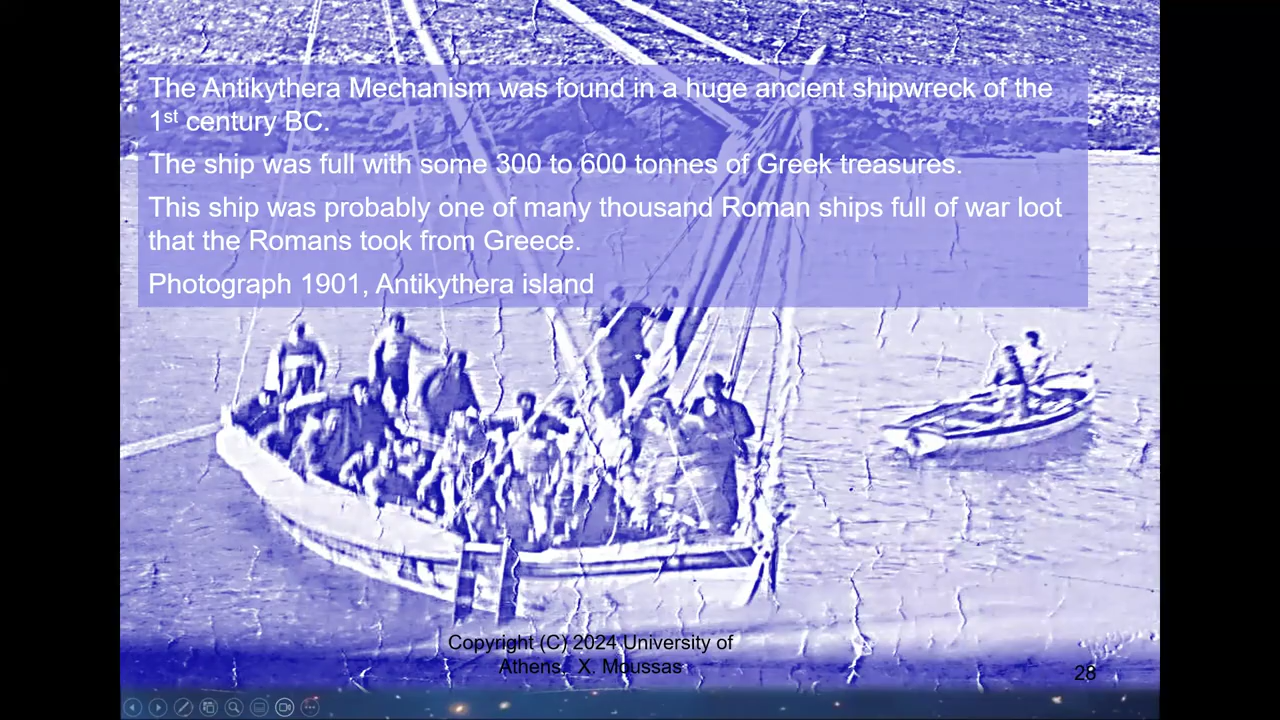 The Antikythera Mechanism was found in a huge ancient shipwreck of the
1st century BC.
The ship was full with some 300 to 600 tonnes of Greek treasures.
This ship was probably one of many thousand Roman ships full of war loot
that the Romans took from Greece.
Photograph 1901, Antikythera island
Copyright (C) 2024 University of
Athens, X. Moussas
28